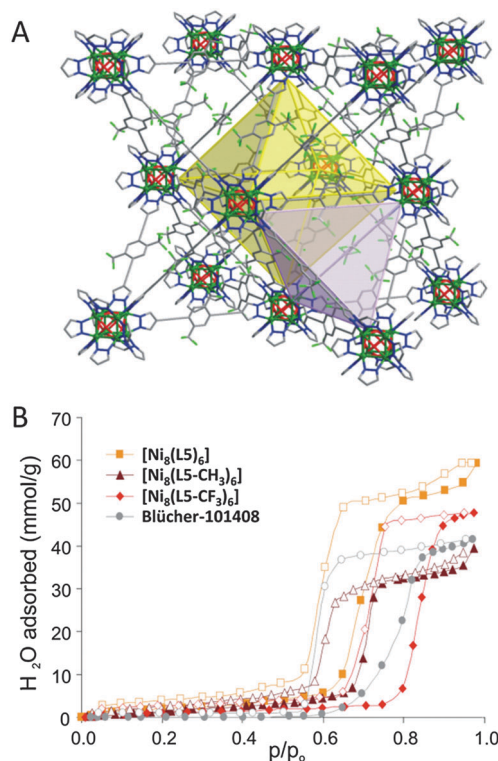 A
B
70
60
50
40
30
20
10
0
H₂O adsorbed (mmol/g)
[Ni₈(L5)₆]
[Ni₈(L5-CH₃)₆]
[Ni₈(L5-CF₃)₆]
Blücher-101408
0.0 0.2 0.4 0.6 0.8 1.0
p/pₒ